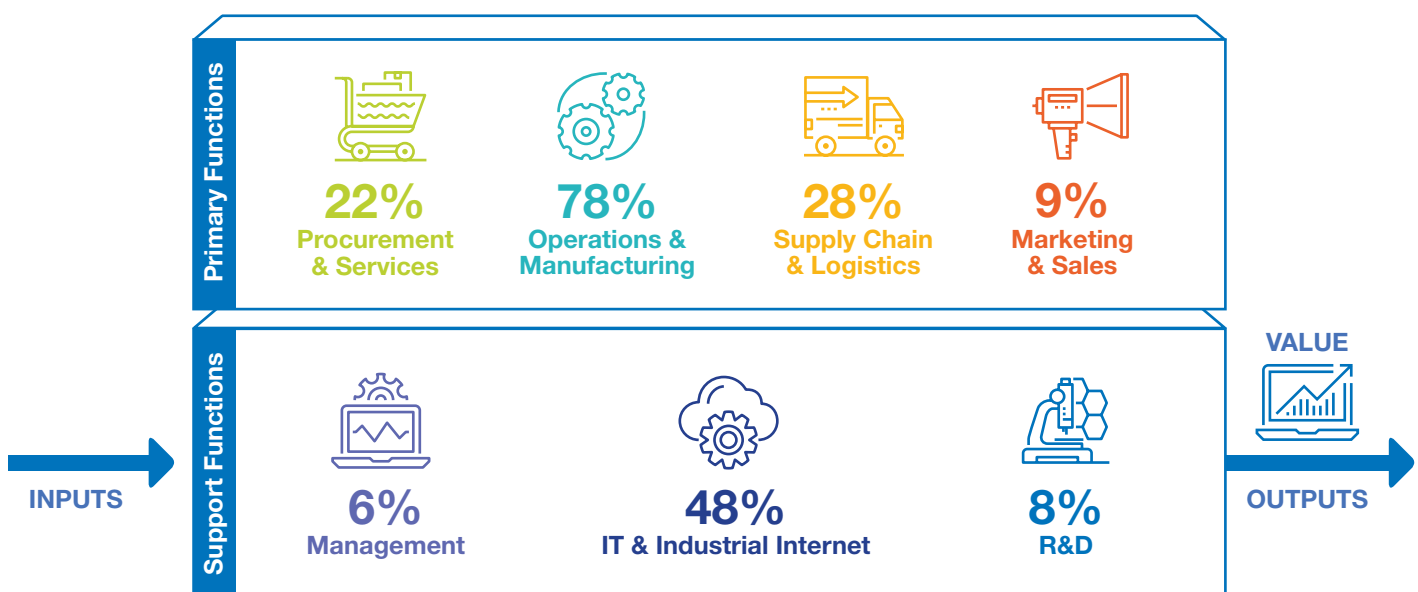 Primary Functions
22%
Procurement
& Services
78%
Operations &
Manufacturing
28%
Supply Chain
& Logistics
9%
Marketing
& Sales
Support Functions
6%
Management
48%
IT & Industrial Internet
8%
R&D
INPUTS
VALUE
OUTPUTS